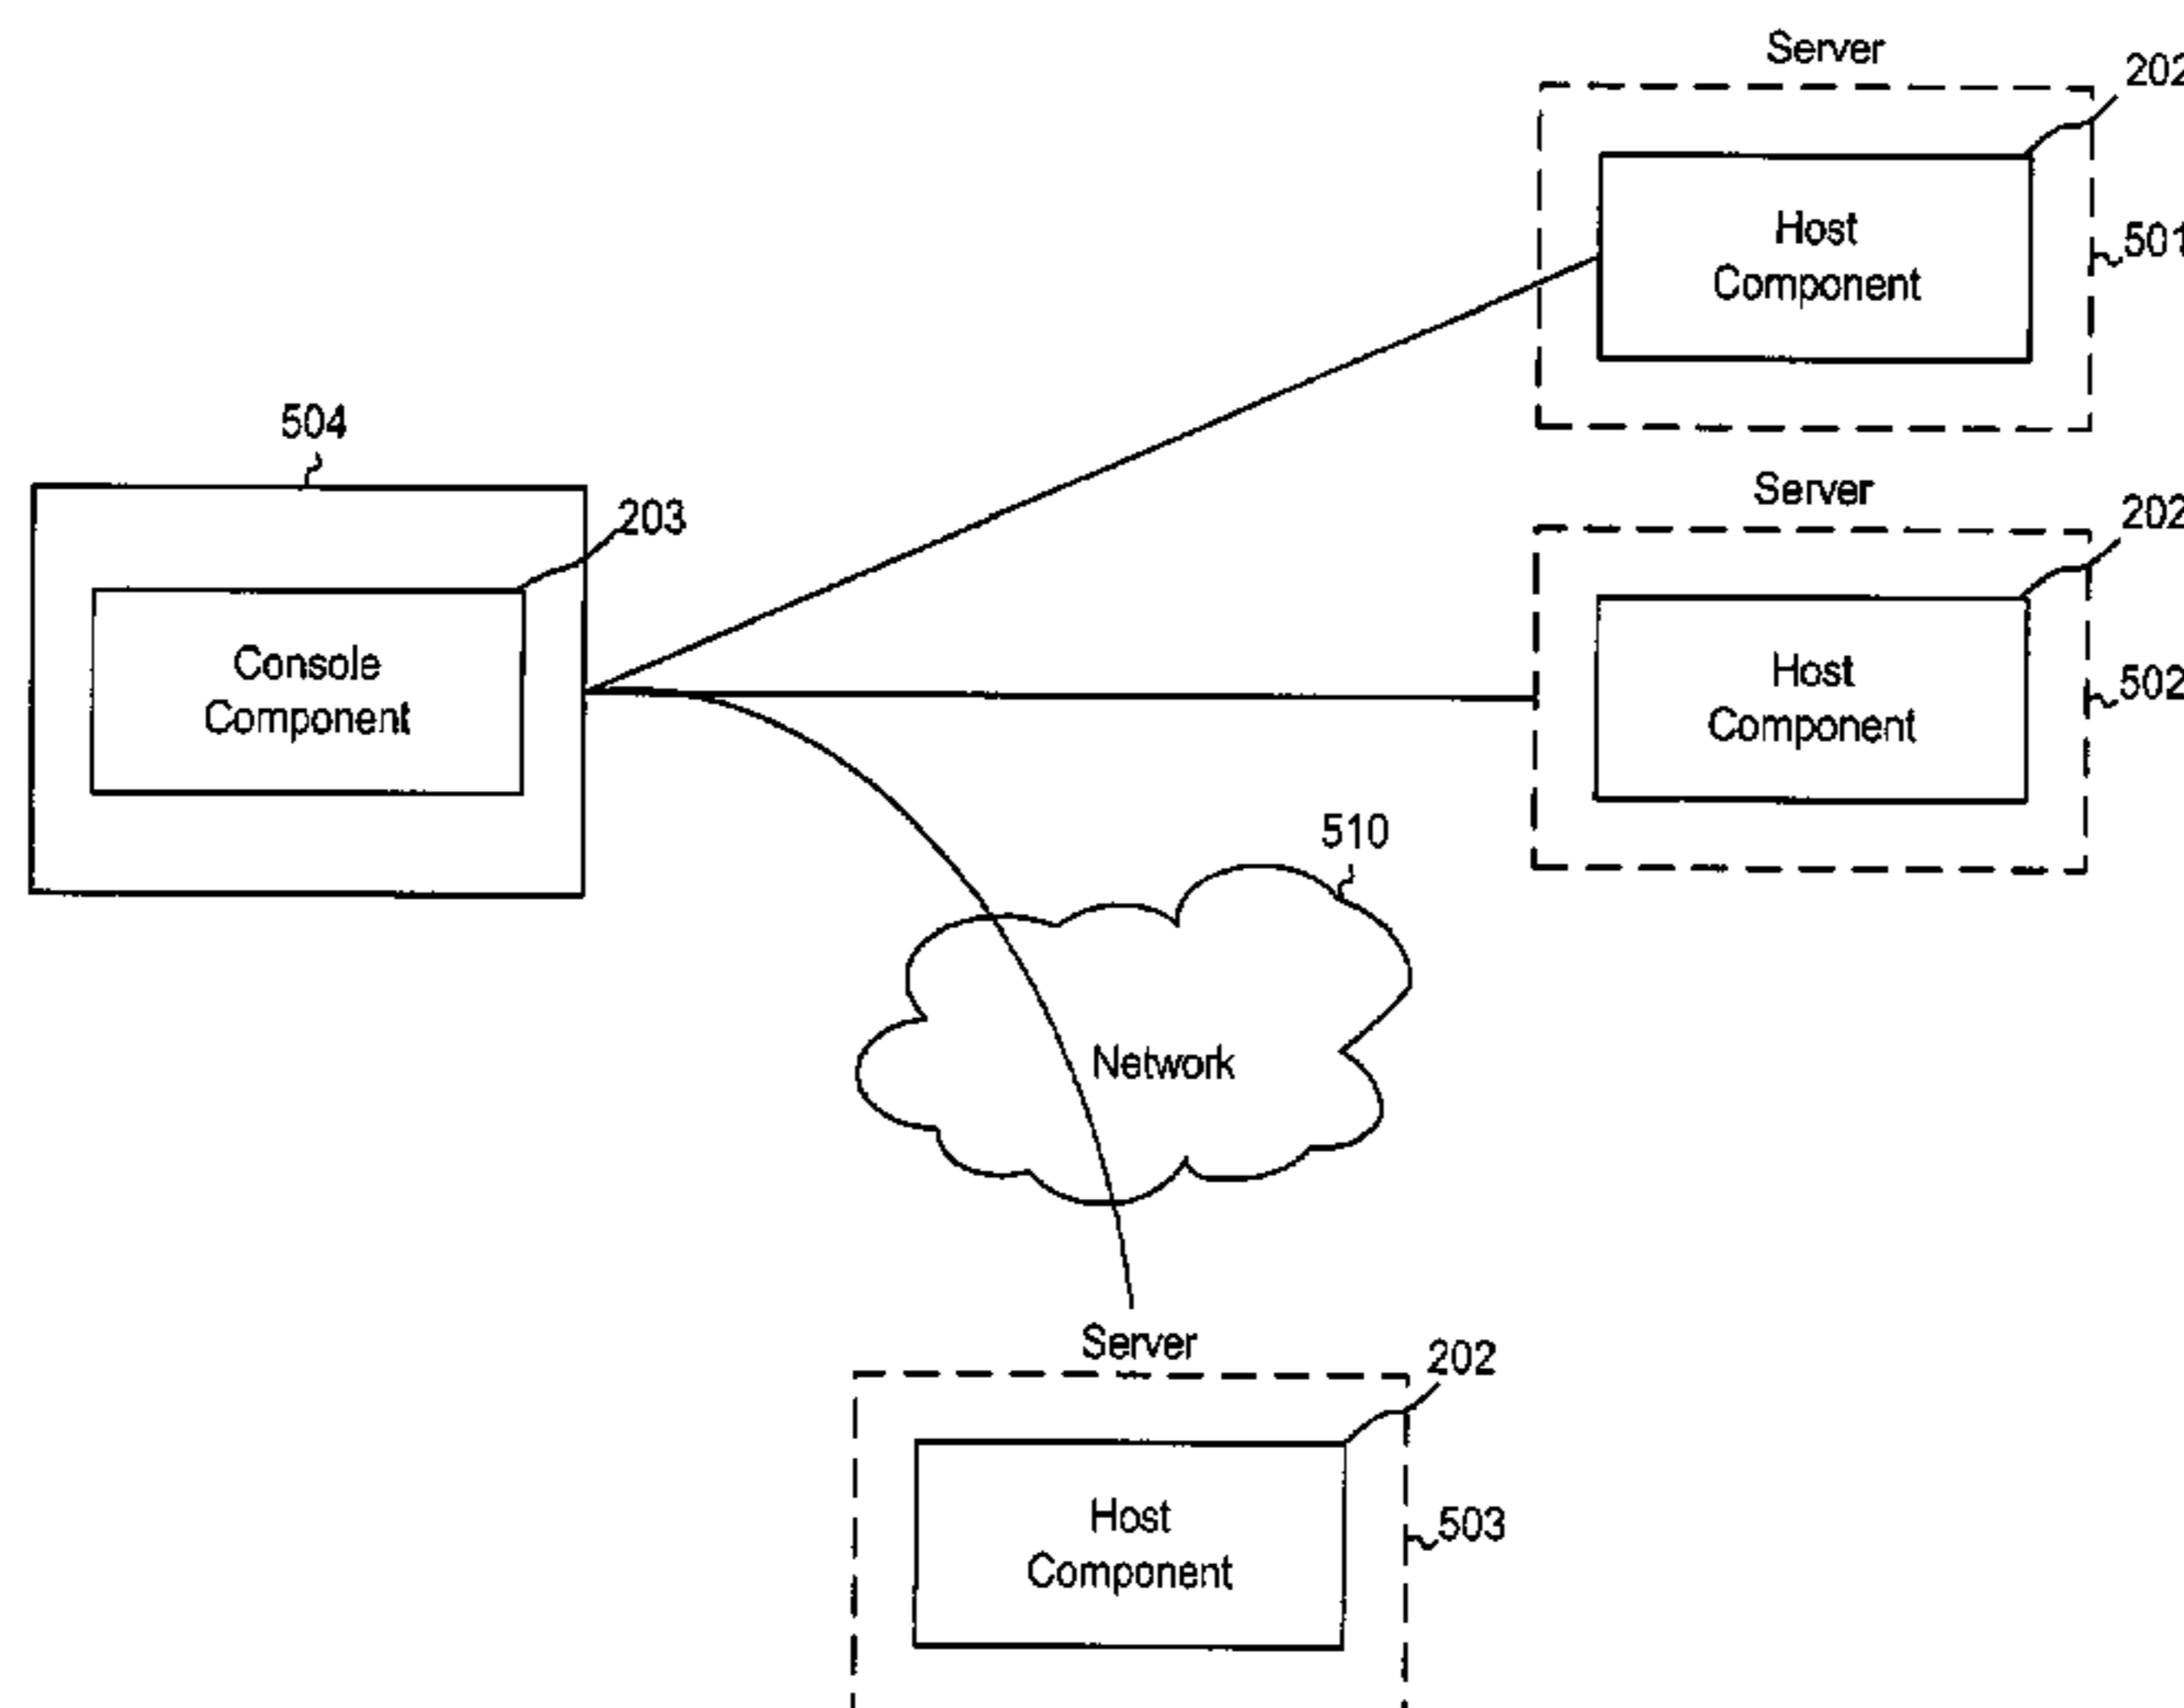 Server
202
Host
Component
501
504
203
Console
Component
Server
202
Host
Component
502
510
Network
Server
202
Host
Component
503